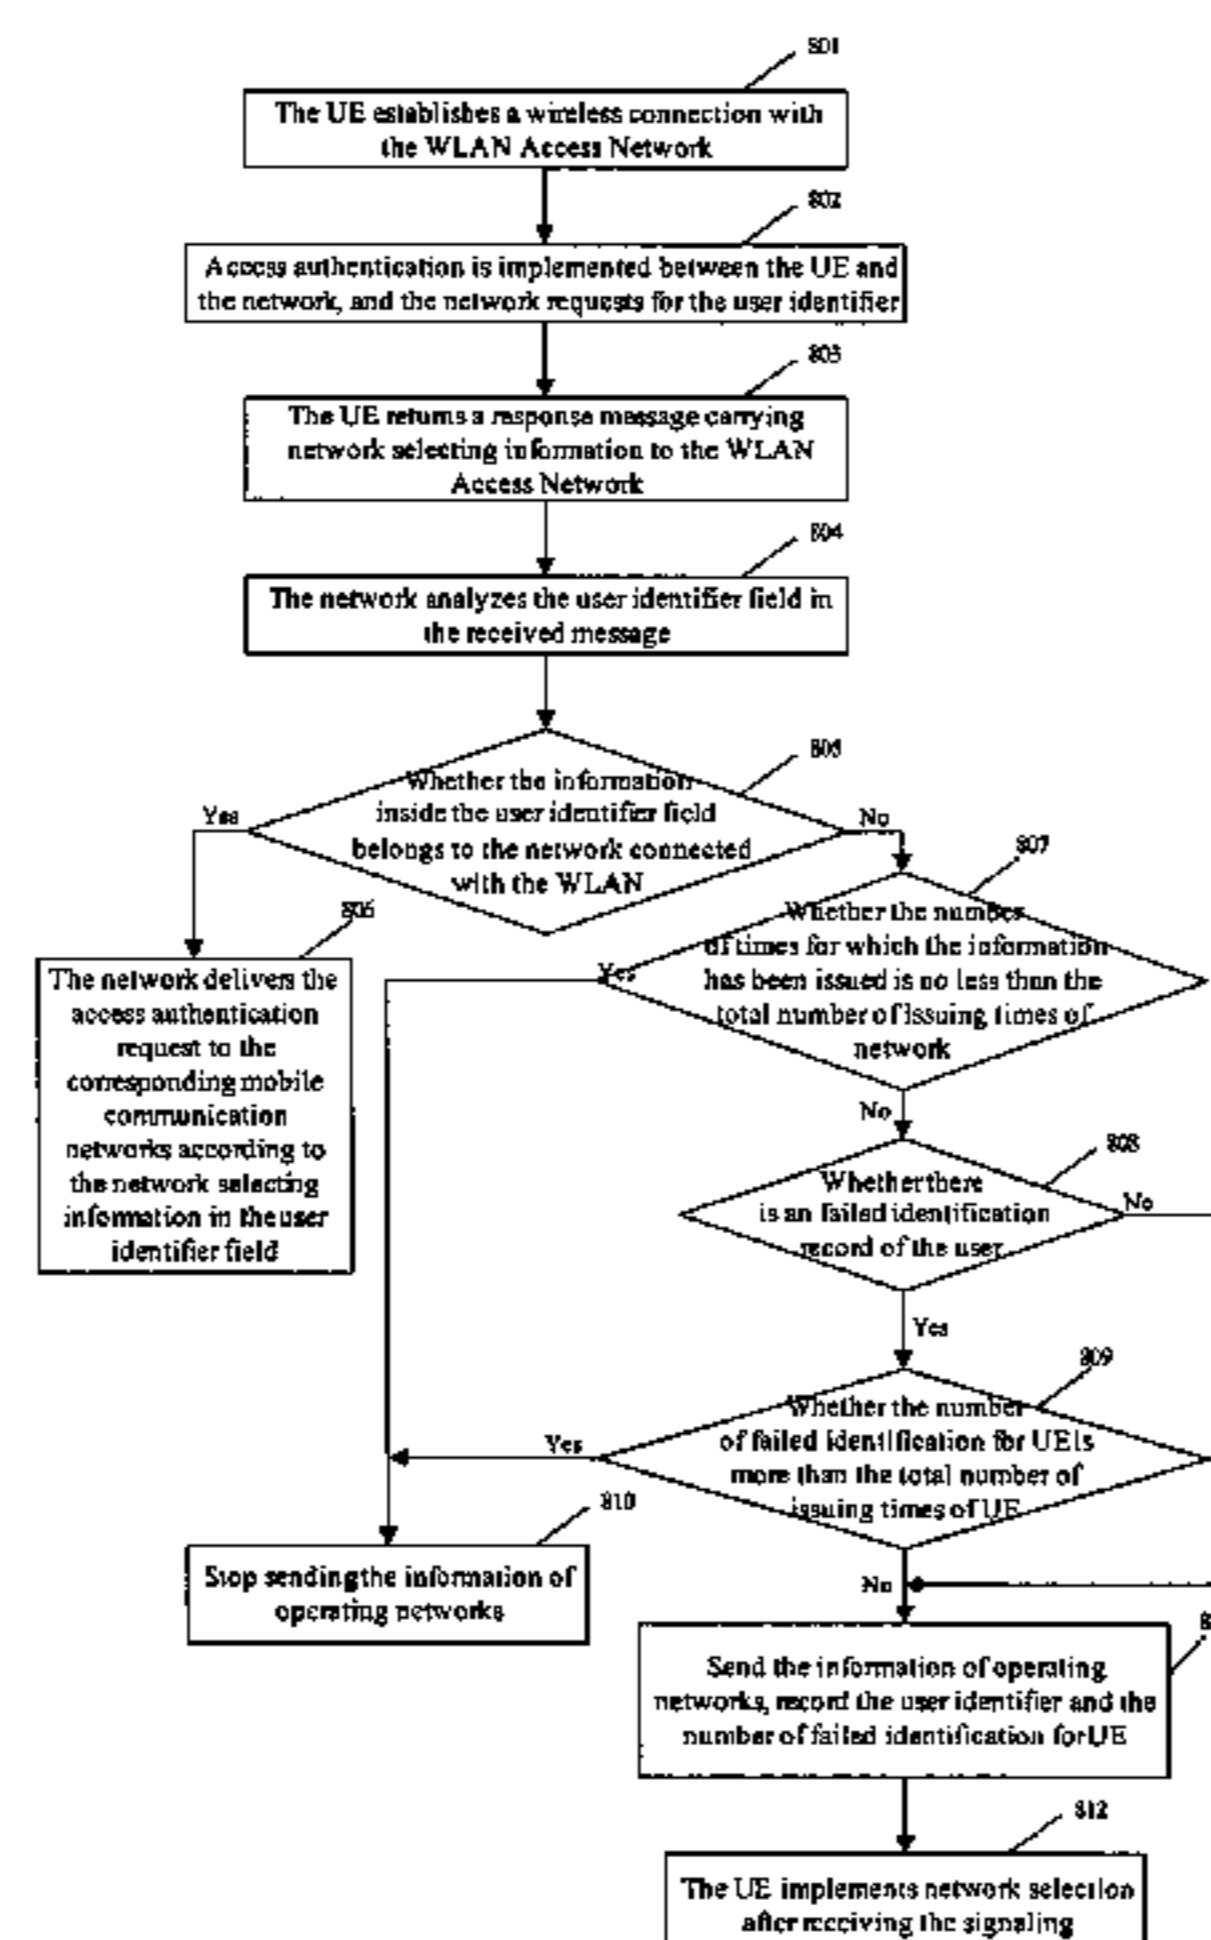 801
The UE establishes a wireless connection with
the WLAN Access Network
802
Access authentication is implemented between the UE and
the network, and the network requests for the user identifier
803
The UE returns a response message carrying
network selecting information to the WLAN
Access Network
804
The network analyzes the user identifier field in
the received message
805
Whether the information
inside the user identifier field
belongs to the network connected
with the WLAN
Yes
No
806
The network delivers the
access authentication
request to the
corresponding mobile
communication
networks according to
the network selecting
information in the user
identifier field
807
Whether the number
of times for which the information
has been issued is no less than the
total number of issuing times of
network
Yes
No
808
Whether there
is an failed identification
record of the user
No
Yes
809
Whether the number
of failed identification for UE is
more than the total number of
issuing times of UE
Yes
810
Stop sending the information of
operating networks
No
8
Send the information of operating
networks, record the user identifier and the
number of failed identification for UE
812
The UE implements network selection
after receiving the signaling